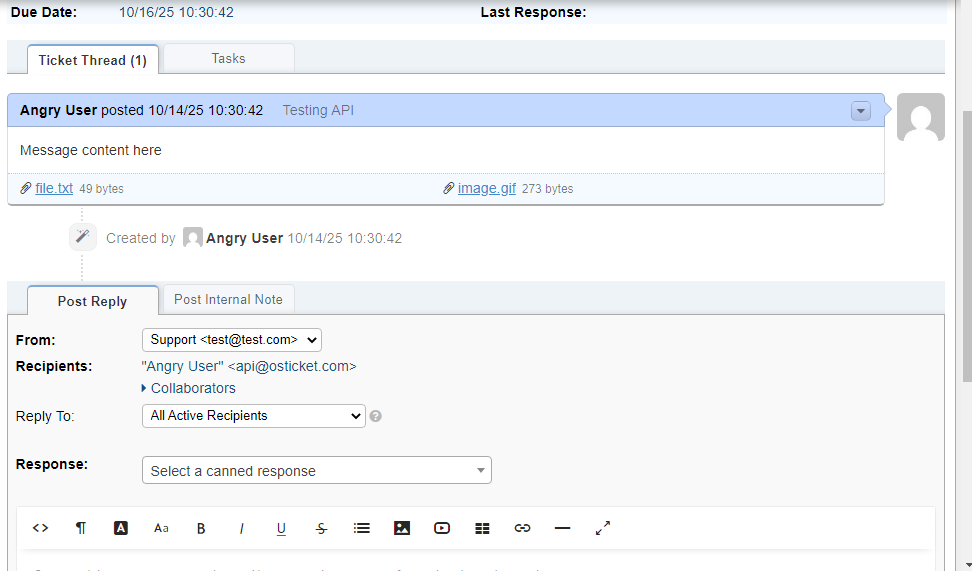 Due Date: 10/16/25 10:30:42 Last Response:
Ticket Thread (1) Tasks
Angry User posted 10/14/25 10:30:42 Testing API
Message content here
file.txt 49 bytes image.gif 273 bytes
Created by Angry User 10/14/25 10:30:42
Post Reply Post Internal Note
From: Support <test@test.com>
Recipients: "Angry User" <api@osticket.com>
Collaborators
Reply To: All Active Recipients
Response: Select a canned response
A Aa B I U S